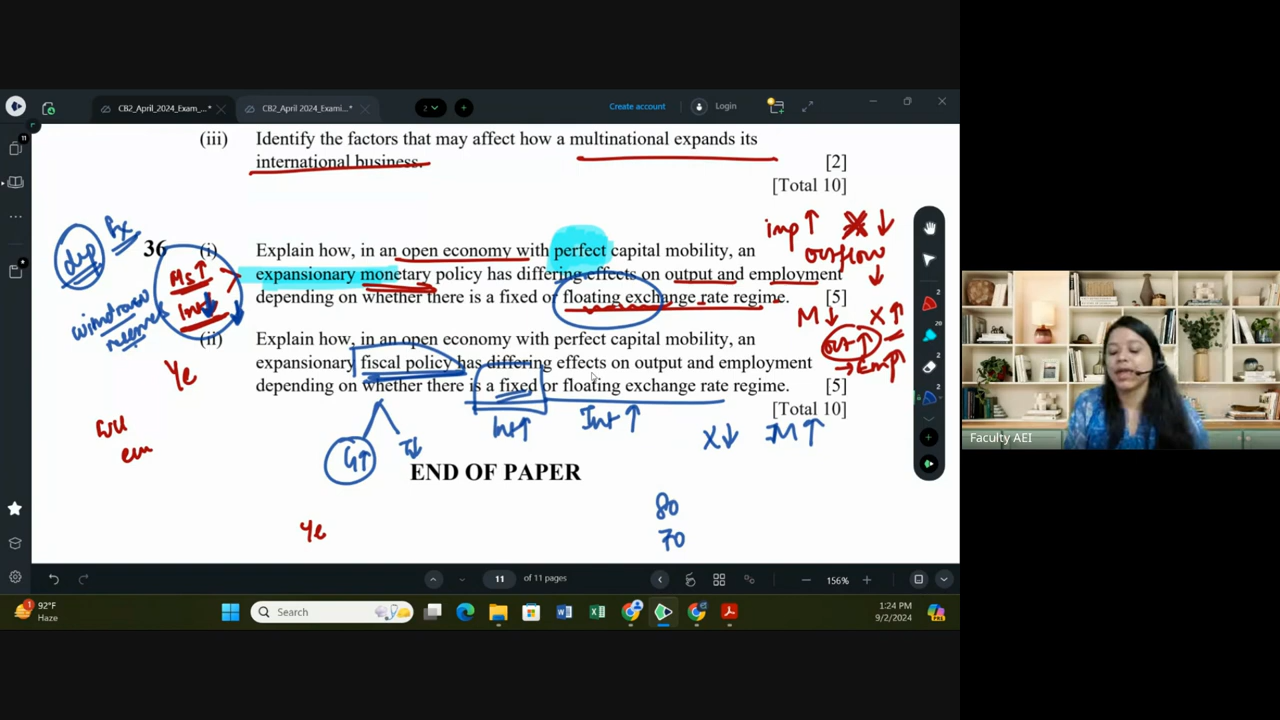 CB2_April_2024_Exam_...*
CB2_April 2024_Exami...*
2
Create account
Login
(iii) Identify the factors that may affect how a multinational expands its
international business. [2]
[Total 10]
imp ↑ X ↓
outflow
↓
M ↓ X ↑
out ↑
→ Emp ↑
dep
Ms ↑
Int ↓
withdraw
Ye
36 (i) Explain how, in an open economy with perfect capital mobility, an
expansionary monetary policy has differing effects on output and employment
depending on whether there is a fixed or floating exchange rate regime. [5]
(ii) Explain how, in an open economy with perfect capital mobility, an
expansionary fiscal policy has differing effects on output and employment
depending on whether there is a fixed or floating exchange rate regime. [5]
[Total 10]
Int ↑ Int ↑ X ↓ M ↑
G ↑ T ↓
END OF PAPER
80
70
Ye
Faculty AEI
11 of 11 pages
156%
92°F
Haze
Search
1:24 PM
9/2/2024